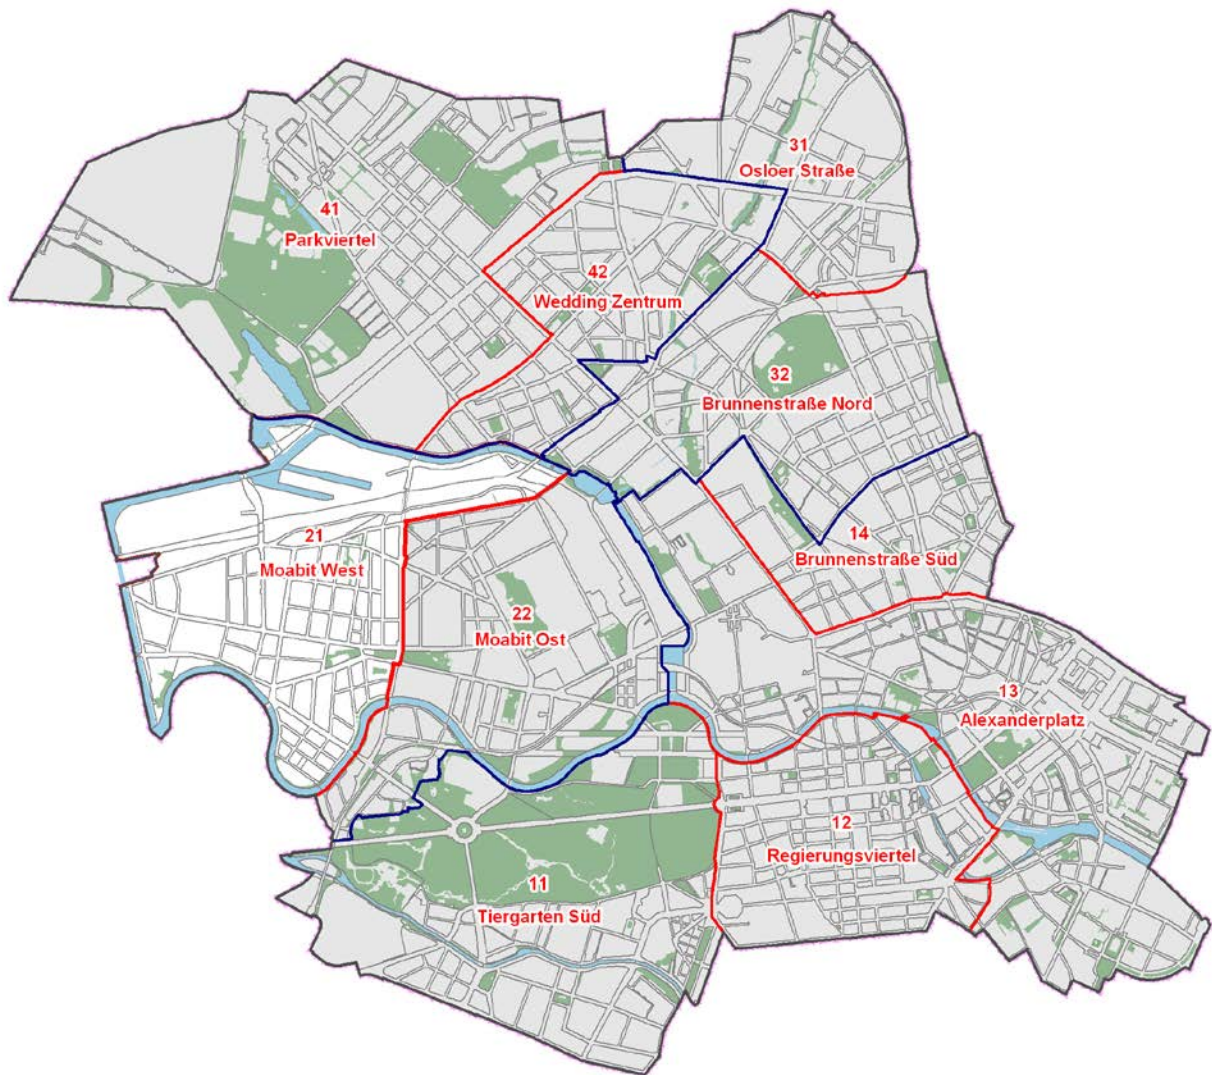 31
Osloer Straße
41
Parkviertel
42
Wedding Zentrum
32
Brunnenstraße Nord
21
Moabit West
14
Brunnenstraße Süd
22
Moabit Ost
13
Alexanderplatz
12
Regierungsviertel
11
Tiergarten Süd